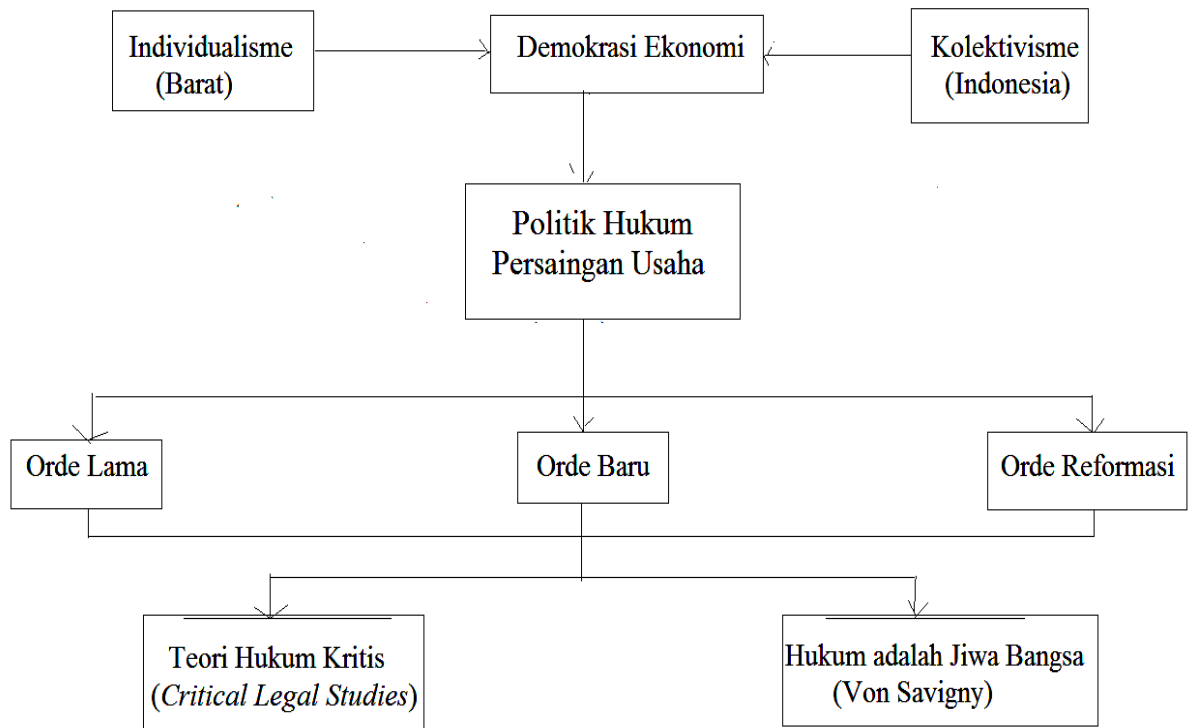 Individualisme
(Barat)
Demokrasi Ekonomi
Kolektivisme
(Indonesia)
Politik Hukum
Persaingan Usaha
Orde Lama
Orde Baru
Orde Reformasi
Teori Hukum Kritis
(Critical Legal Studies)
Hukum adalah Jiwa Bangsa
(Von Savigny)